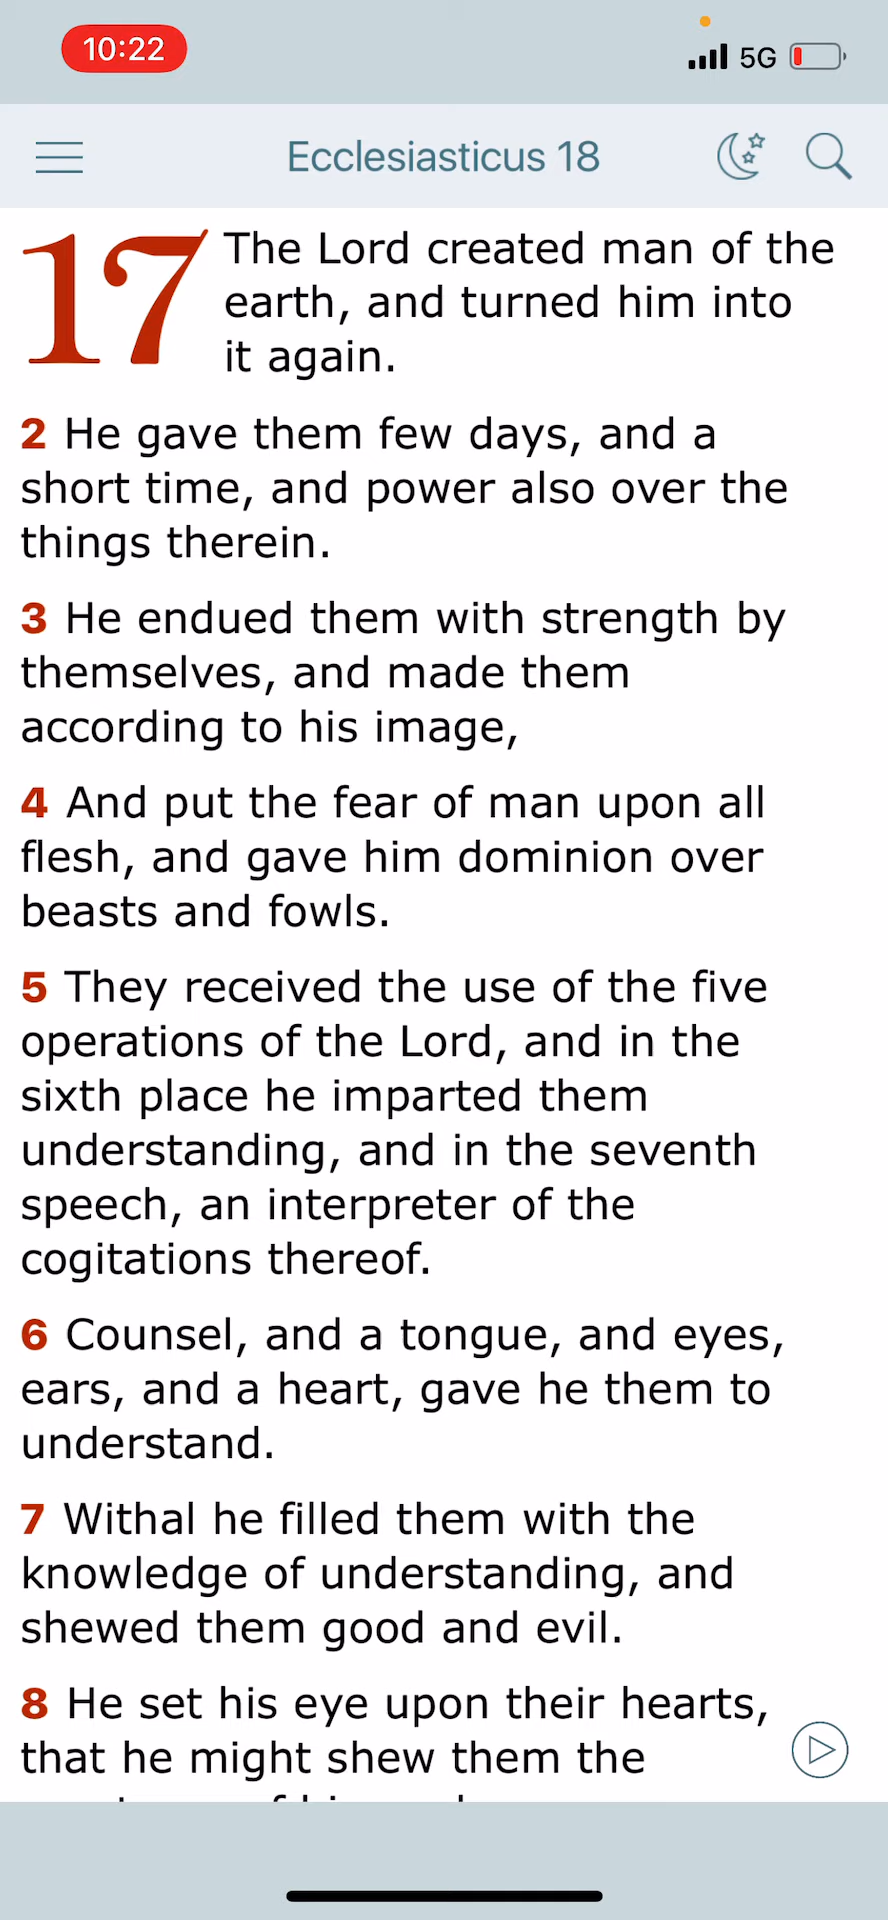 10:22
5G
Ecclesiasticus 18
17 The Lord created man of the
earth, and turned him into
it again.
2 He gave them few days, and a
short time, and power also over the
things therein.
3 He endued them with strength by
themselves, and made them
according to his image,
4 And put the fear of man upon all
flesh, and gave him dominion over
beasts and fowls.
5 They received the use of the five
operations of the Lord, and in the
sixth place he imparted them
understanding, and in the seventh
speech, an interpreter of the
cogitations thereof.
6 Counsel, and a tongue, and eyes,
ears, and a heart, gave he them to
understand.
7 Withal he filled them with the
knowledge of understanding, and
shewed them good and evil.
8 He set his eye upon their hearts,
that he might shew them the